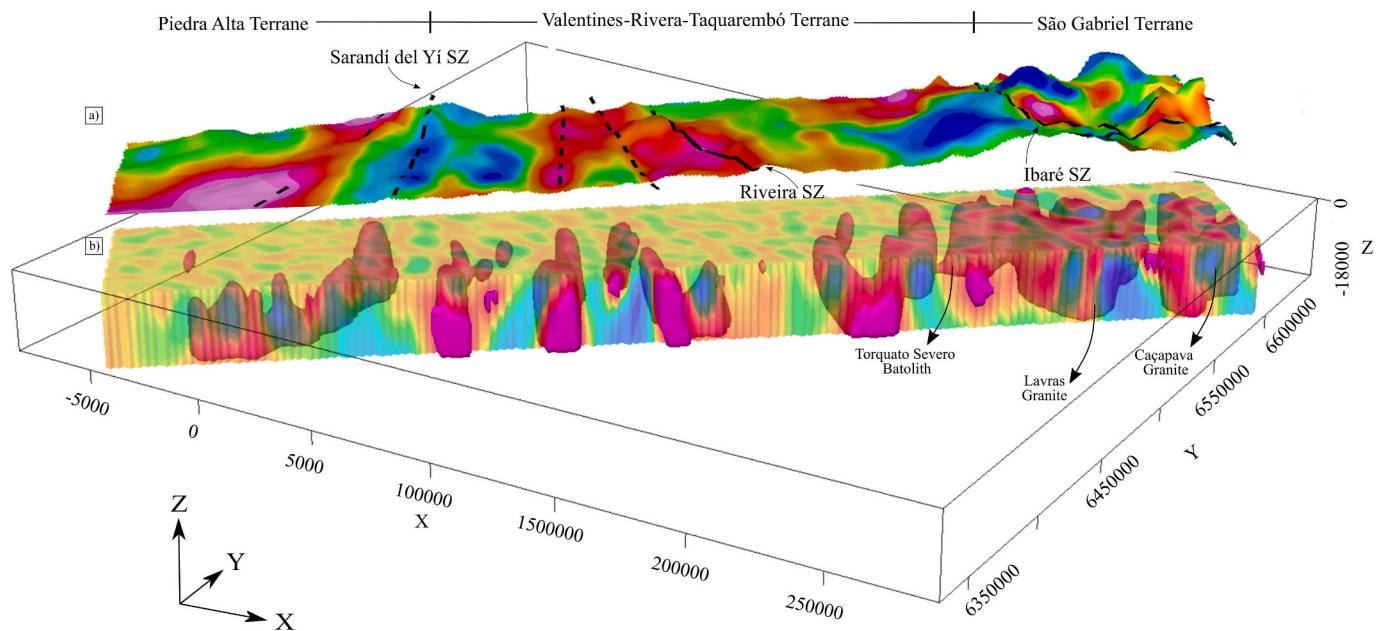 Piedra Alta Terrane
Valentines-Rivera-Taquarembó Terrane
São Gabriel Terrane
Sarandí del Yí SZ
a)
Riveira SZ
Ibaré SZ
b)
0
Z
-18000
Torquato Severo
Batolith
Lavras
Granite
Caçapava
Granite
-5000
0
5000
100000
1500000
200000
250000
X
6350000
6450000
6550000
6600000
Y
Z
Y
X